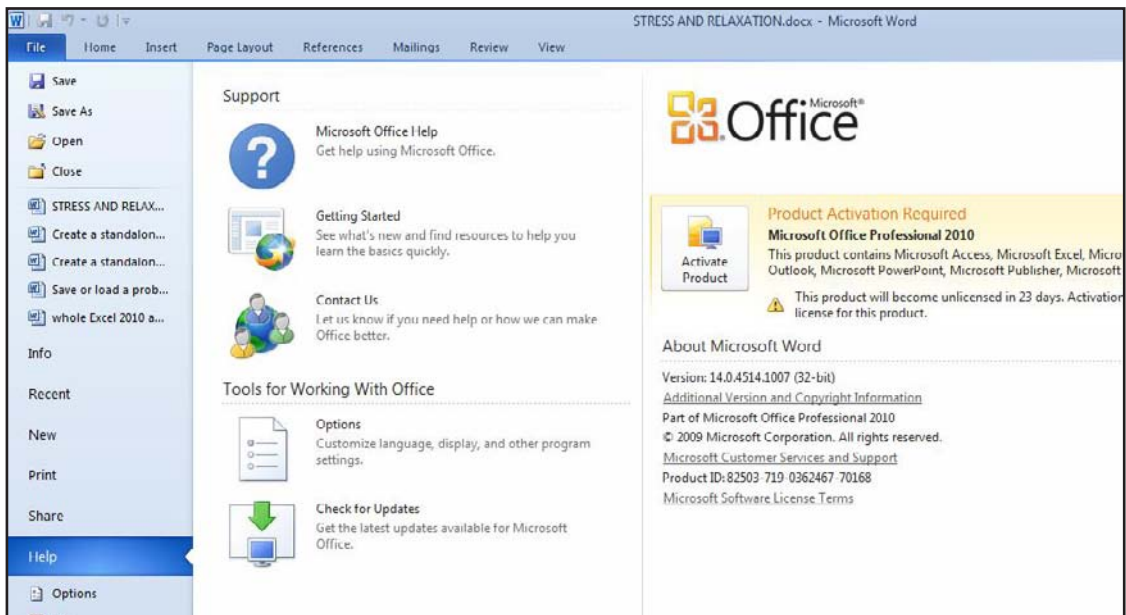 STRESS AND RELAXATION.docx - Microsoft Word
File Home Insert Page Layout References Mailings Review View
Save
Save As
Open
Close
STRESS AND RELAX...
Create a standalon...
Create a standalon...
Save or load a prob...
whole Excel 2010 a...
Info
Recent
New
Print
Share
Help
Options
Support
Microsoft Office Help
Get help using Microsoft Office.
Getting Started
See what's new and find resources to help you
learn the basics quickly.
Contact Us
Let us know if you need help or how we can make
Office better.
Tools for Working With Office
Options
Customize language, display, and other program
settings.
Check for Updates
Get the latest updates available for Microsoft
Office.
Microsoft®
Office
Activate
Product
Product Activation Required
Microsoft Office Professional 2010
This product contains Microsoft Access, Microsoft Excel, Micro
Outlook, Microsoft PowerPoint, Microsoft Publisher, Microsoft
This product will become unlicensed in 23 days. Activation
license for this product.
About Microsoft Word
Version: 14.0.4514.1007 (32-bit)
Additional Version and Copyright Information
Part of Microsoft Office Professional 2010
© 2009 Microsoft Corporation. All rights reserved.
Microsoft Customer Services and Support
Product ID: 82503-719-0362467-70168
Microsoft Software License Terms